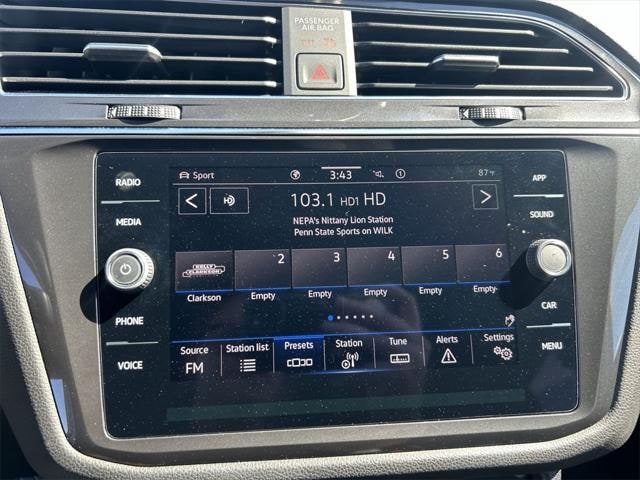 PASSENGER
AIR BAG
Sport
3:43
87°F
RADIO
MEDIA
PHONE
VOICE
APP
SOUND
CAR
MENU
103.1 HD1 HD
NEPA's Nittany Lion Station
Penn State Sports on WILK
KELLY
CLARKSON
2
3
4
5
6
Clarkson
Empty
Empty
Empty
Empty
Empty
Source
FM
Station list
Presets
Station
Tune
Alerts
Settings